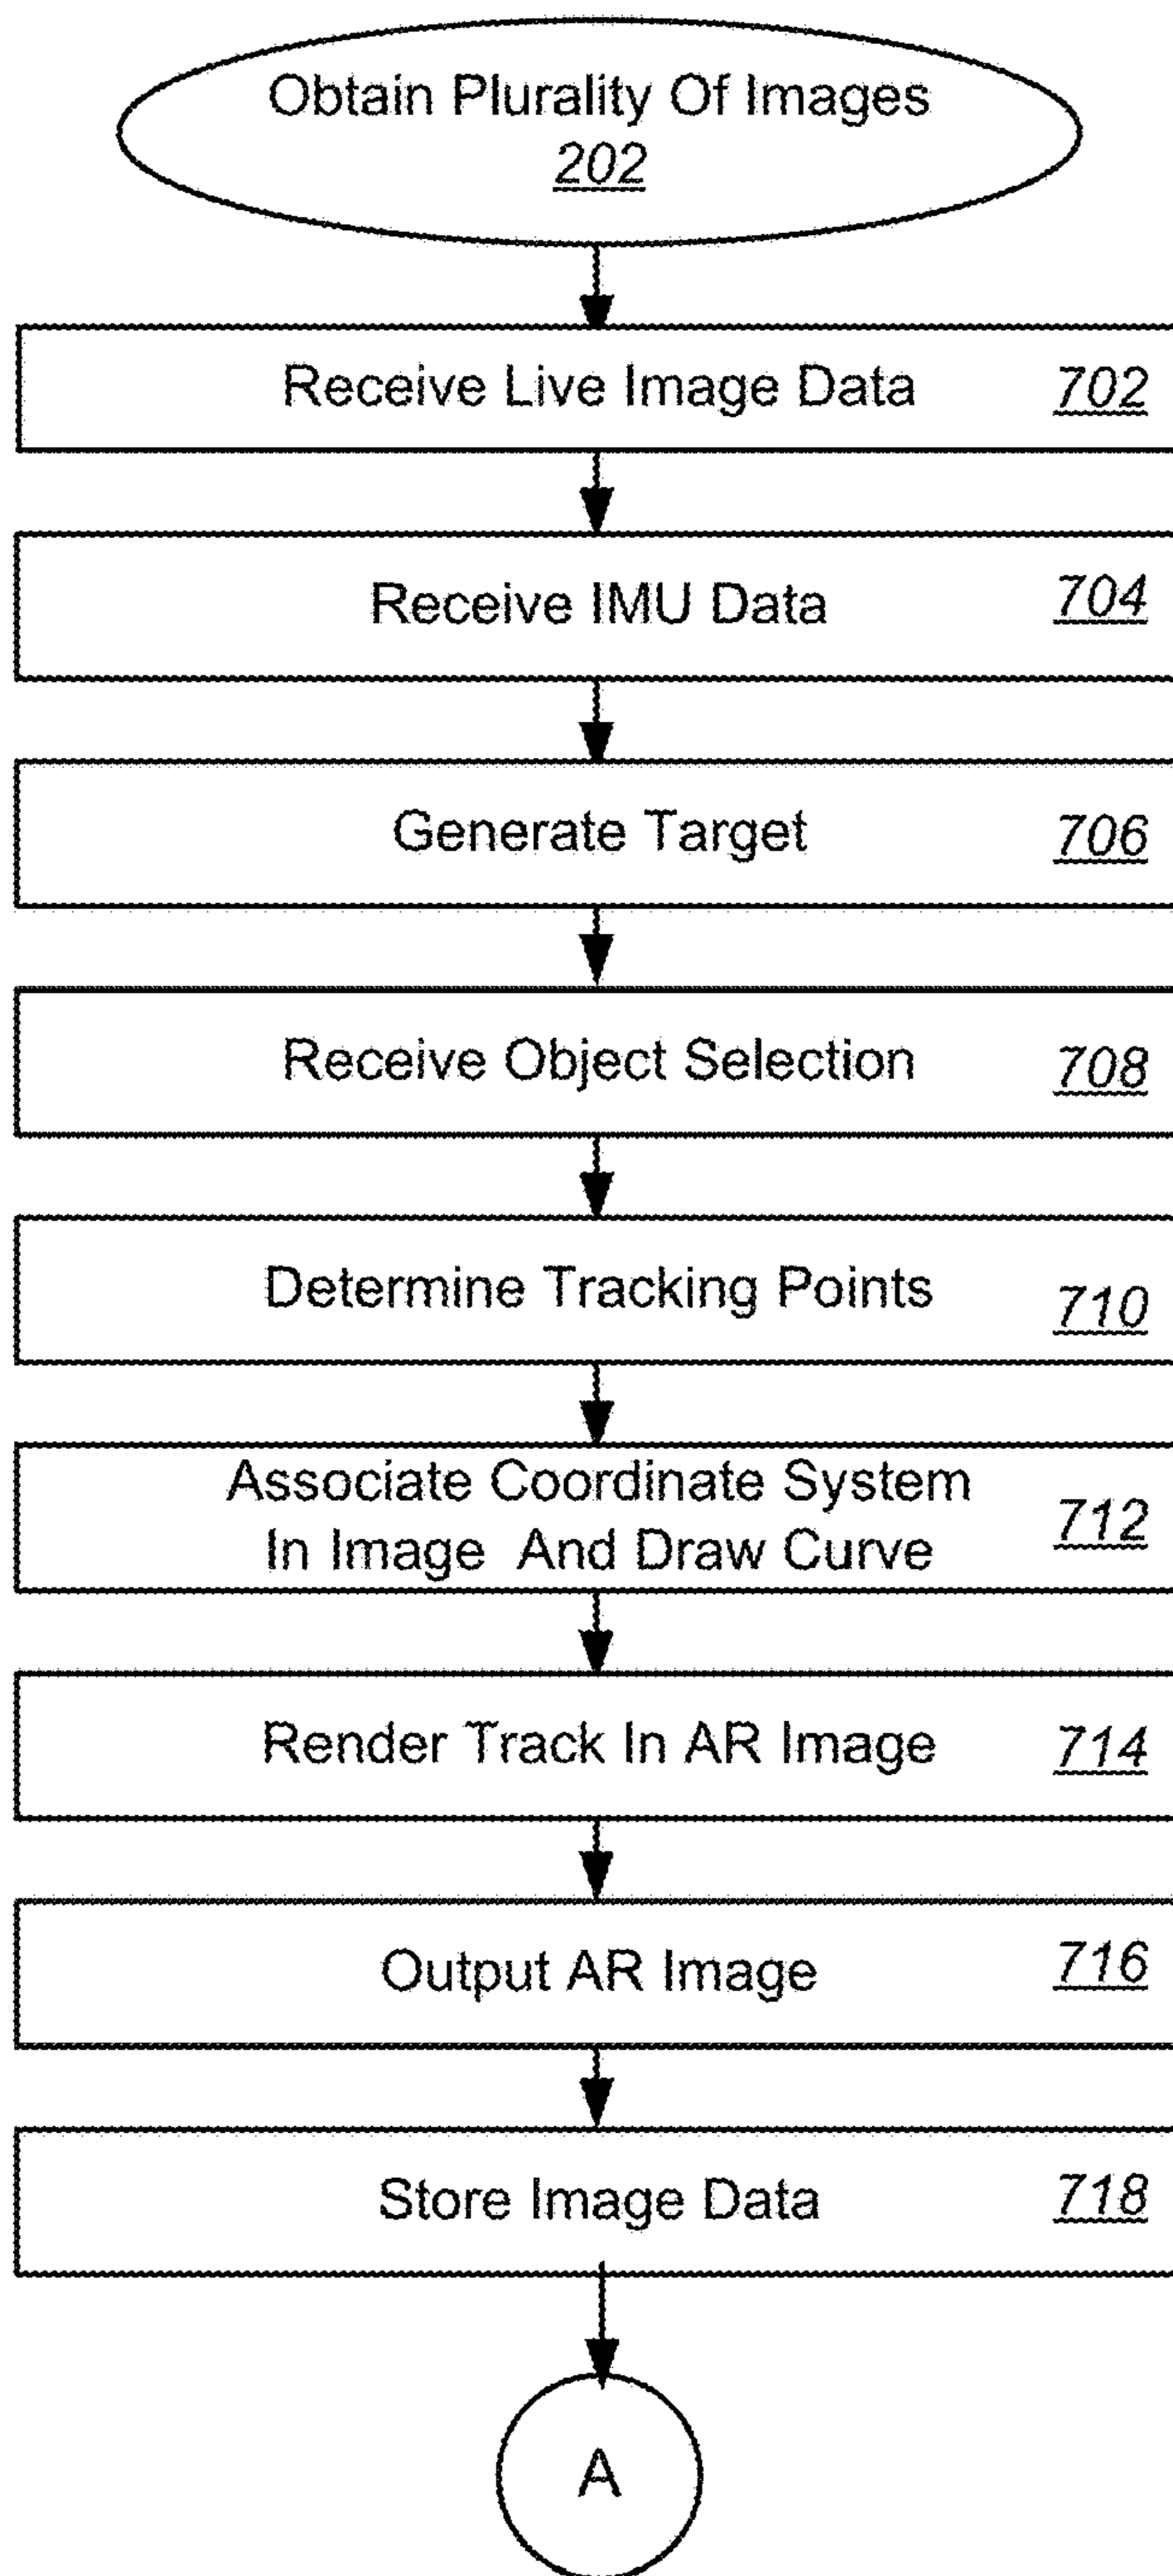 Obtain Plurality Of Images
202
Receive Live Image Data 702
Receive IMU Data 704
Generate Target 706
Receive Object Selection 708
Determine Tracking Points 710
Associate Coordinate System
In Image And Draw Curve 712
Render Track In AR Image 714
Output AR Image 716
Store Image Data 718
A